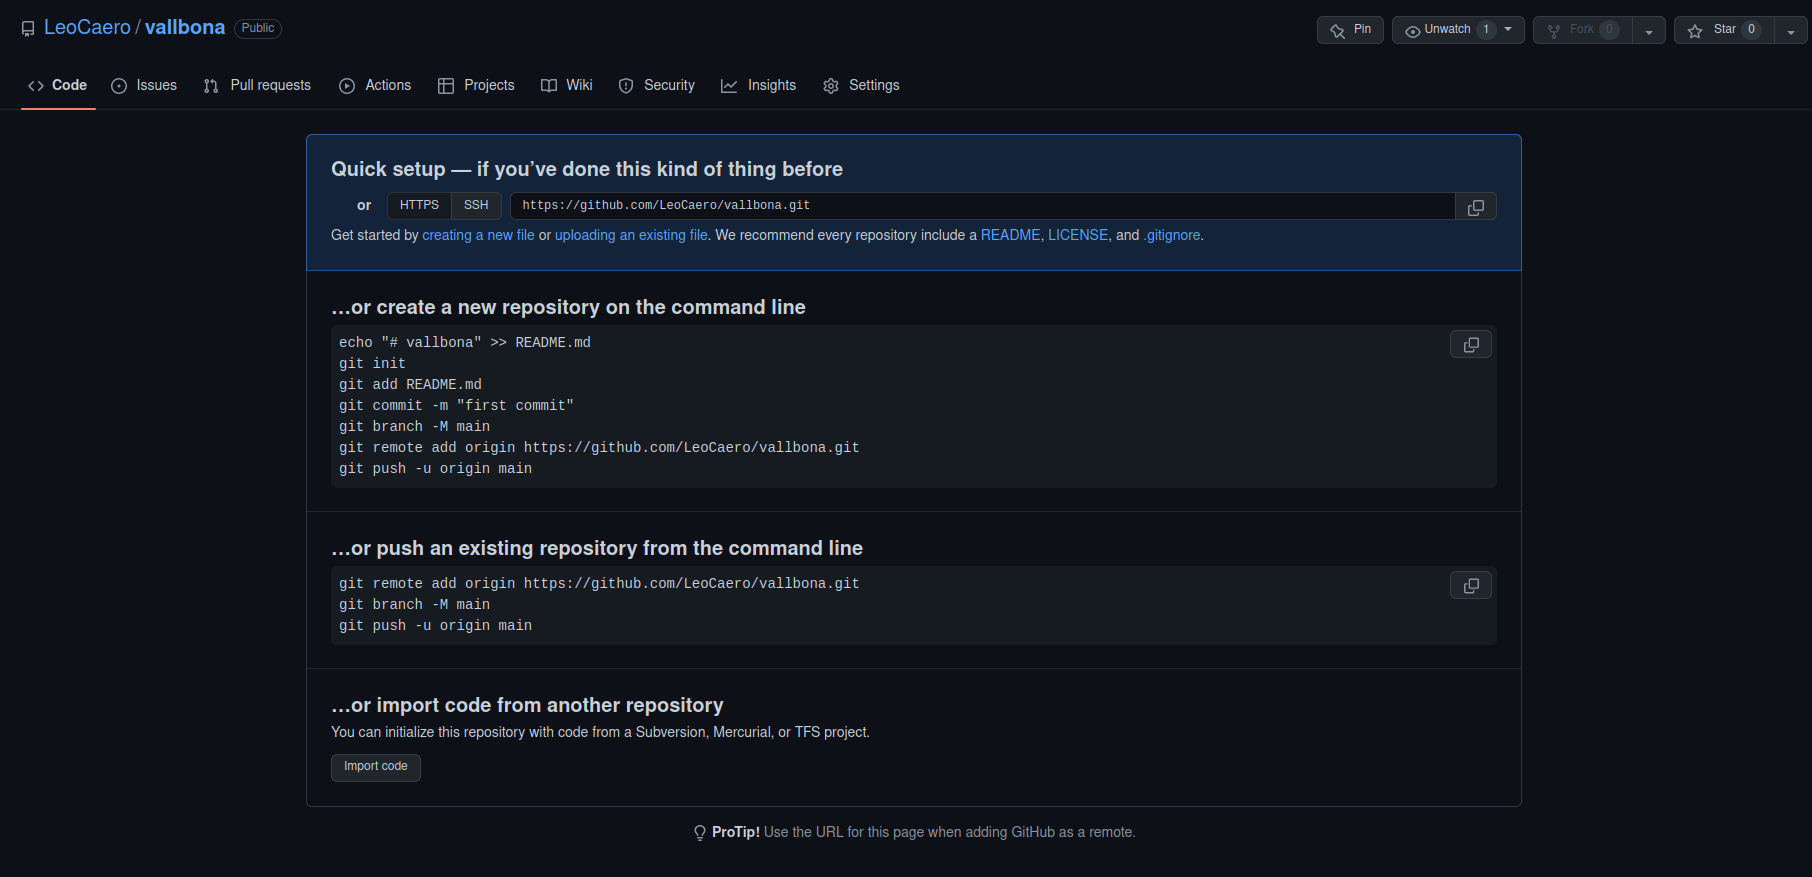 LeoCaero / vallbona Public
Pin
Unwatch 1
Fork 0
Star 0
Code
Issues
Pull requests
Actions
Projects
Wiki
Security
Insights
Settings
Quick setup — if you’ve done this kind of thing before
or HTTPS SSH https://github.com/LeoCaero/vallbona.git
Get started by creating a new file or uploading an existing file. We recommend every repository include a README, LICENSE, and .gitignore.
…or create a new repository on the command line
echo "# vallbona" >> README.md
git init
git add README.md
git commit -m "first commit"
git branch -M main
git remote add origin https://github.com/LeoCaero/vallbona.git
git push -u origin main
…or push an existing repository from the command line
git remote add origin https://github.com/LeoCaero/vallbona.git
git branch -M main
git push -u origin main
…or import code from another repository
You can initialize this repository with code from a Subversion, Mercurial, or TFS project.
Import code
ProTip! Use the URL for this page when adding GitHub as a remote.